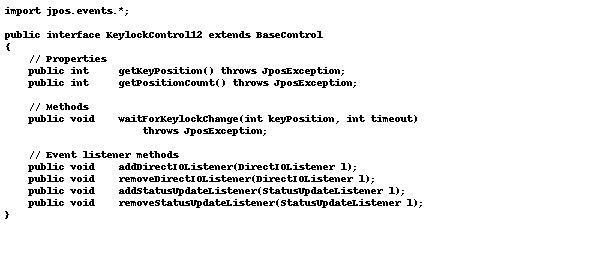 import jpos.events.*;

public interface KeylockControl12 extends BaseControl
{
    // Properties
    public int     getKeyPosition() throws JposException;
    public int     getPositionCount() throws JposException;

    // Methods
    public void    waitForKeylockChange(int keyPosition, int timeout)
                       throws JposException;

    // Event listener methods
    public void    addDirectIOListener(DirectIOListener l);
    public void    removeDirectIOListener(DirectIOListener l);
    public void    addStatusUpdateListener(StatusUpdateListener l);
    public void    removeStatusUpdateListener(StatusUpdateListener l);
}